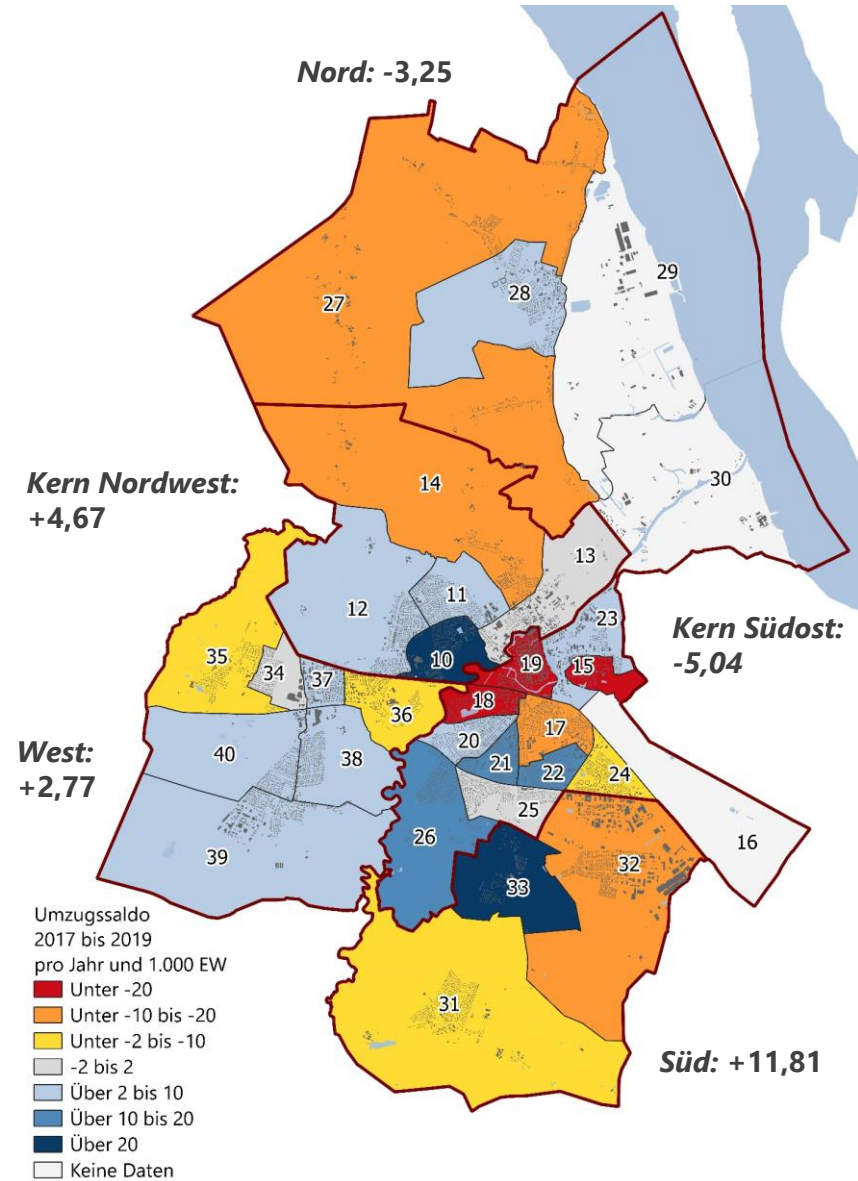 Nord: -3,25
29
28
27
30
14
Kern Nordwest:
+4,67
13
11
12
23
Kern Südost:
-5,04
10
19
15
35
34
37
18
36
17
20
West:
+2,77
40
38
21
22
24
25
16
26
39
32
33
31
Süd: +11,81
Umzugssaldo
2017 bis 2019
pro Jahr und 1.000 EW
Unter -20
Unter -10 bis -20
Unter -2 bis -10
-2 bis 2
Über 2 bis 10
Über 10 bis 20
Über 20
Keine Daten